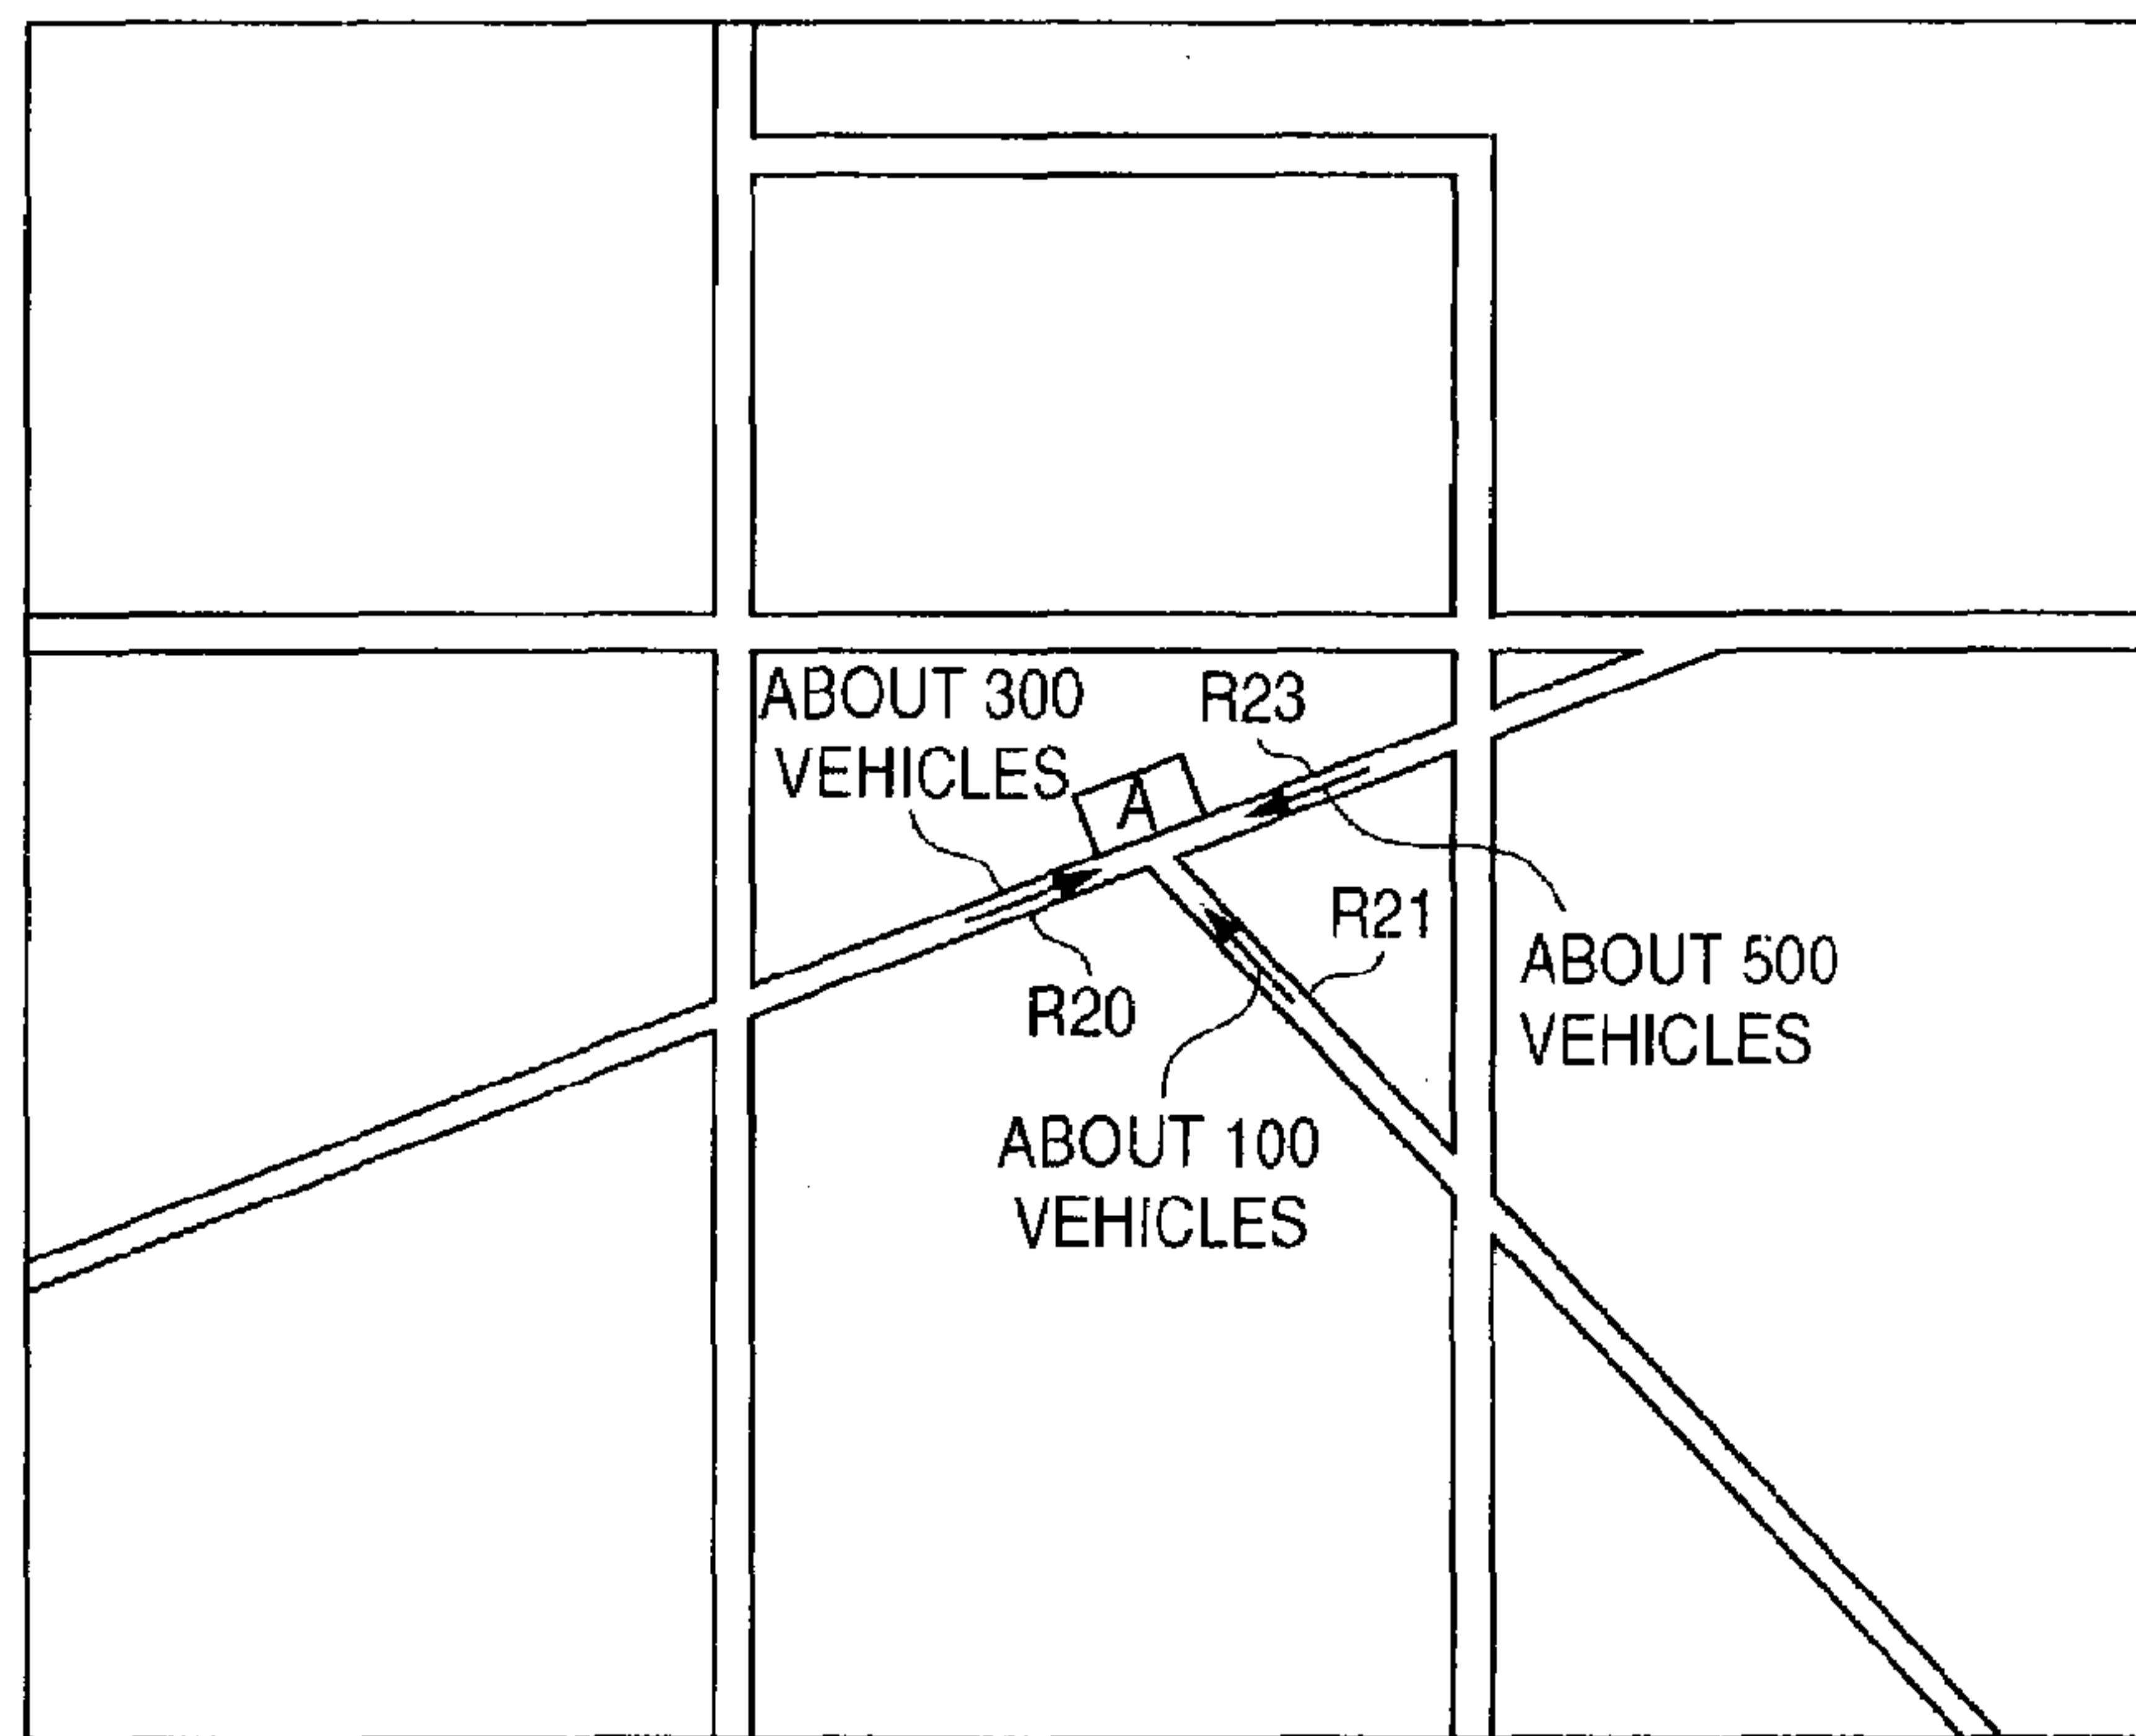 ABOUT 300
VEHICLES
R23
A
R21
R20
ABOUT 500
VEHICLES
ABOUT 100
VEHICLES